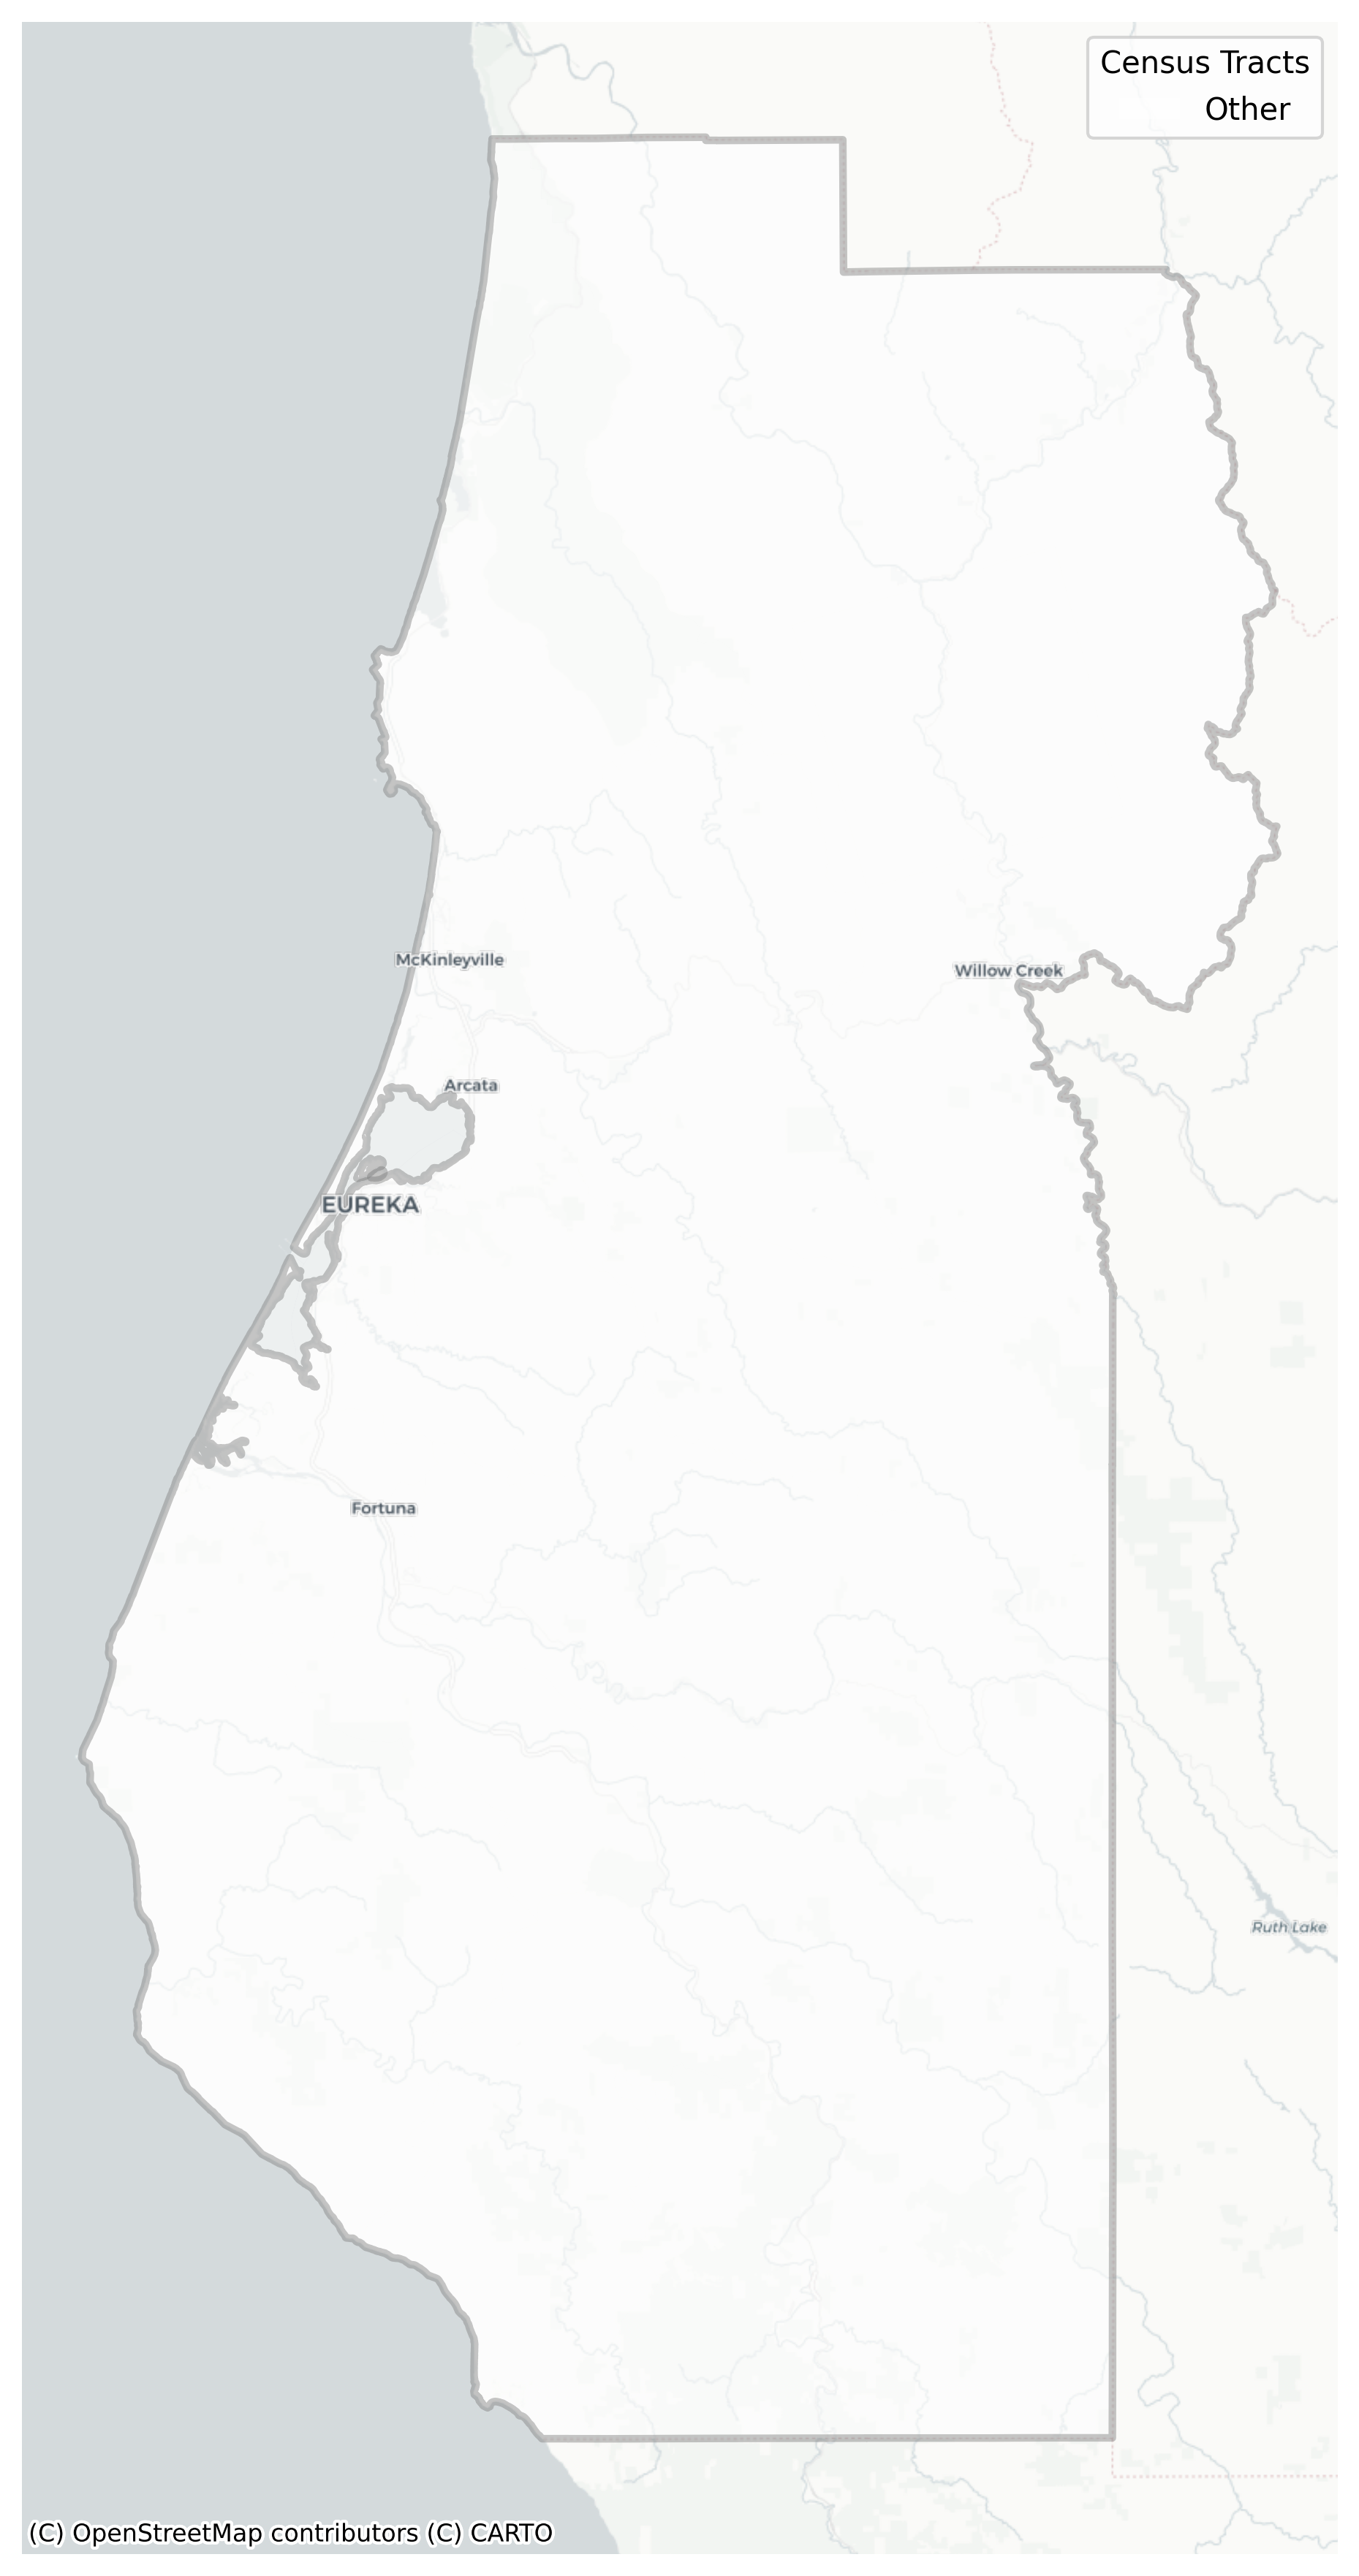 Census Tracts
Other
McKinleyville
Willow Creek
Arcata
EUREKA
Fortuna
Ruth Lake
(C) OpenStreetMap contributors (C) CARTO